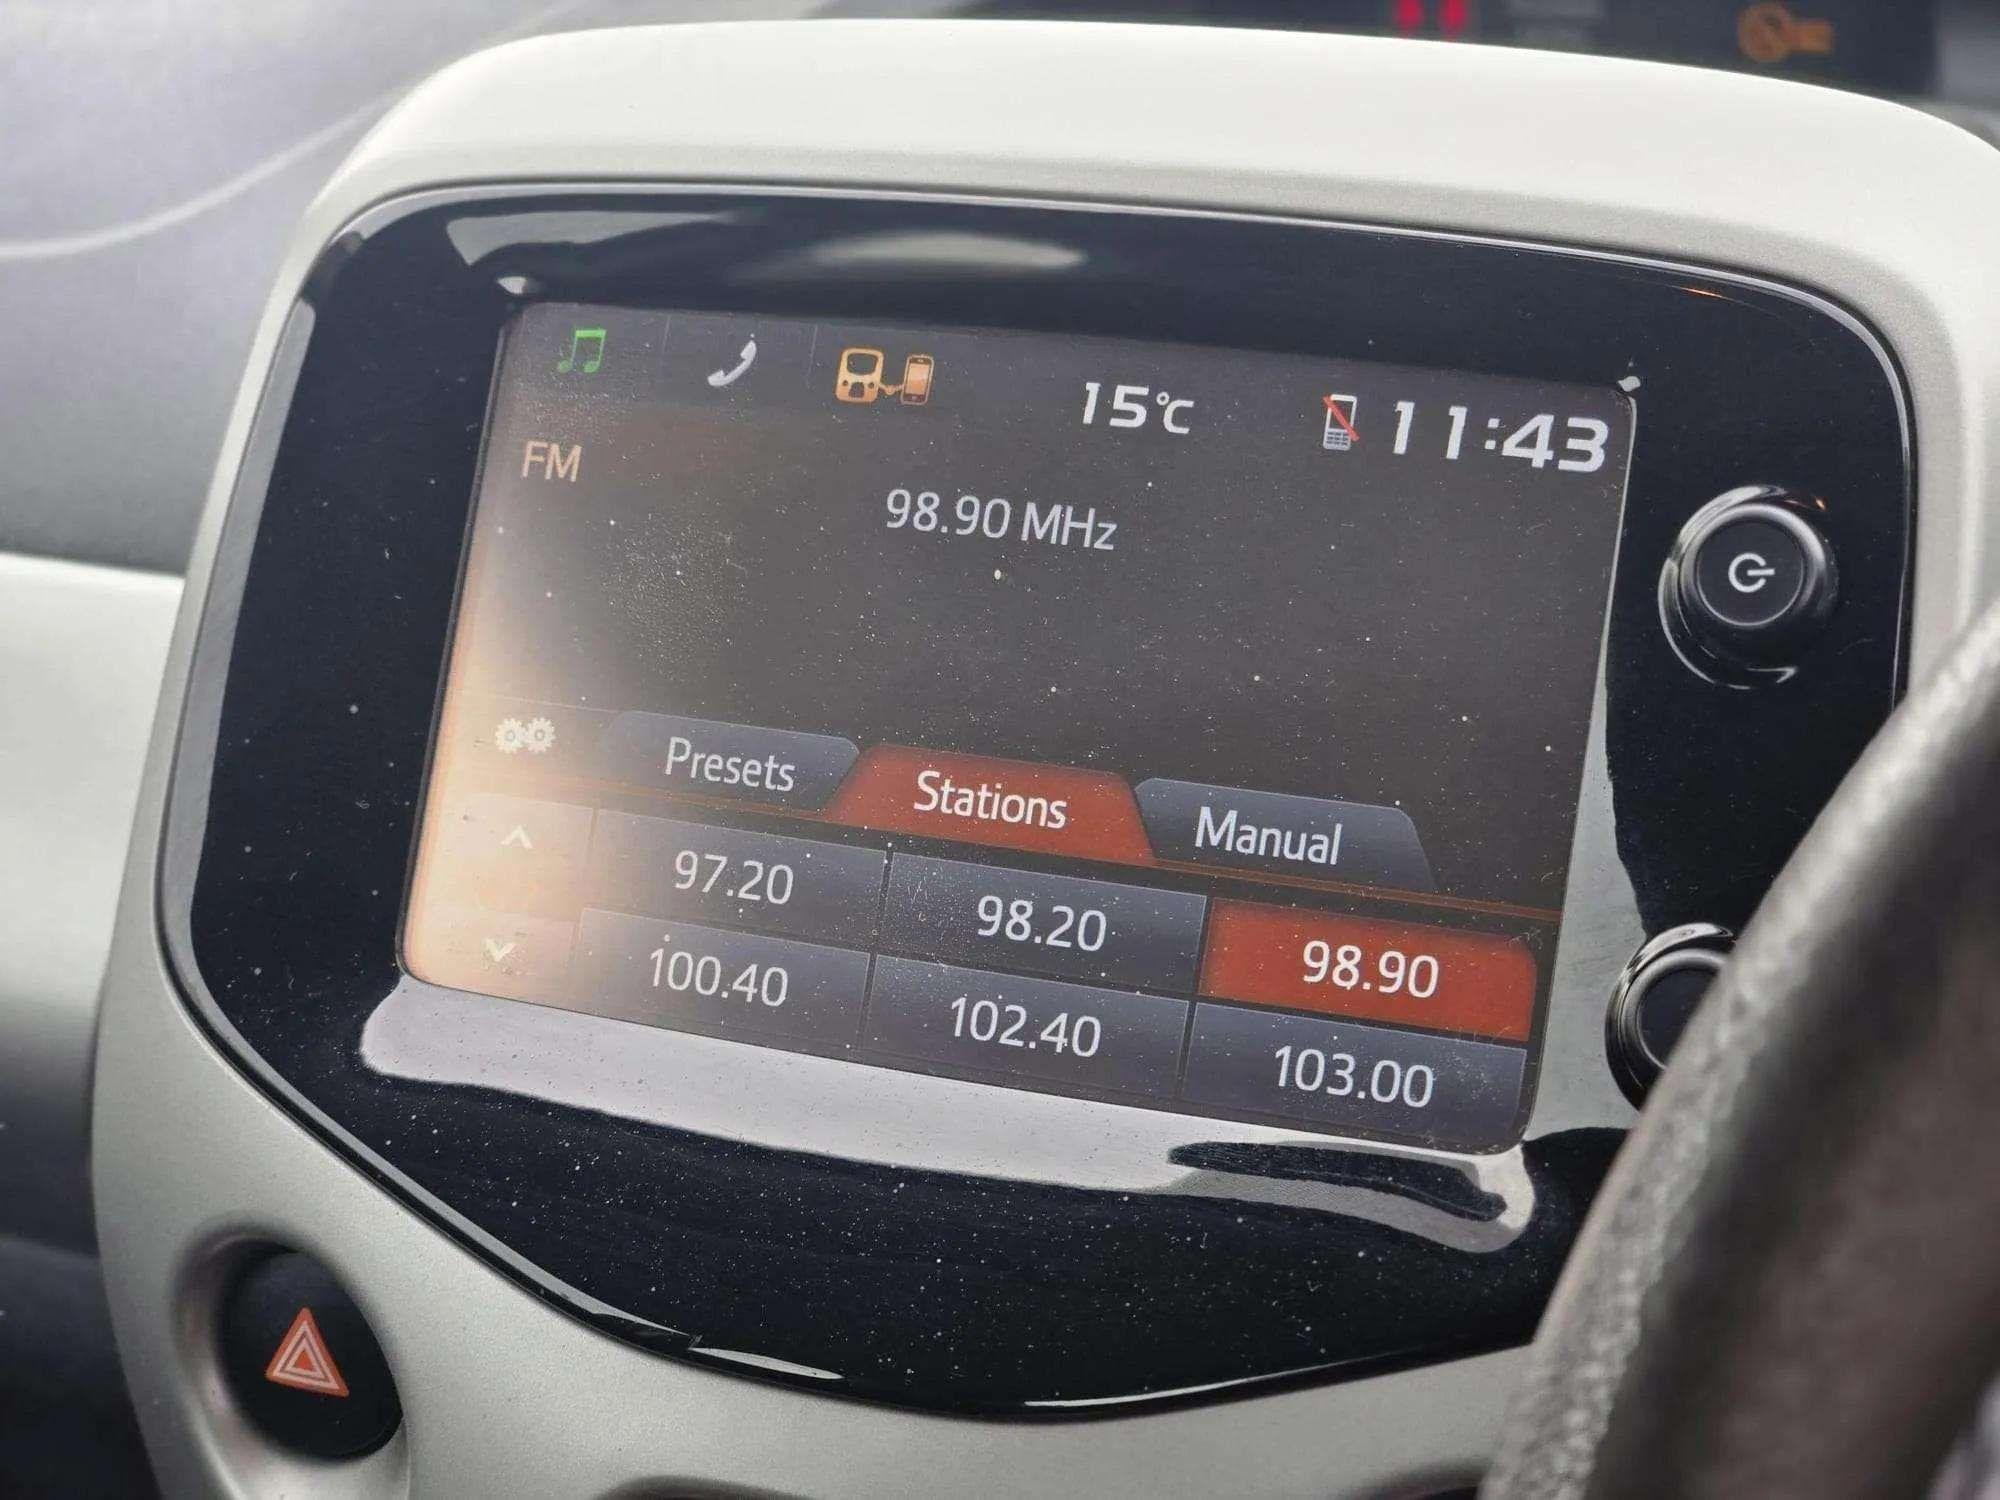 15°C
11:43
FM
98.90 MHz
Presets Stations Manual
97.20 98.20 98.90
100.40 102.40 103.00